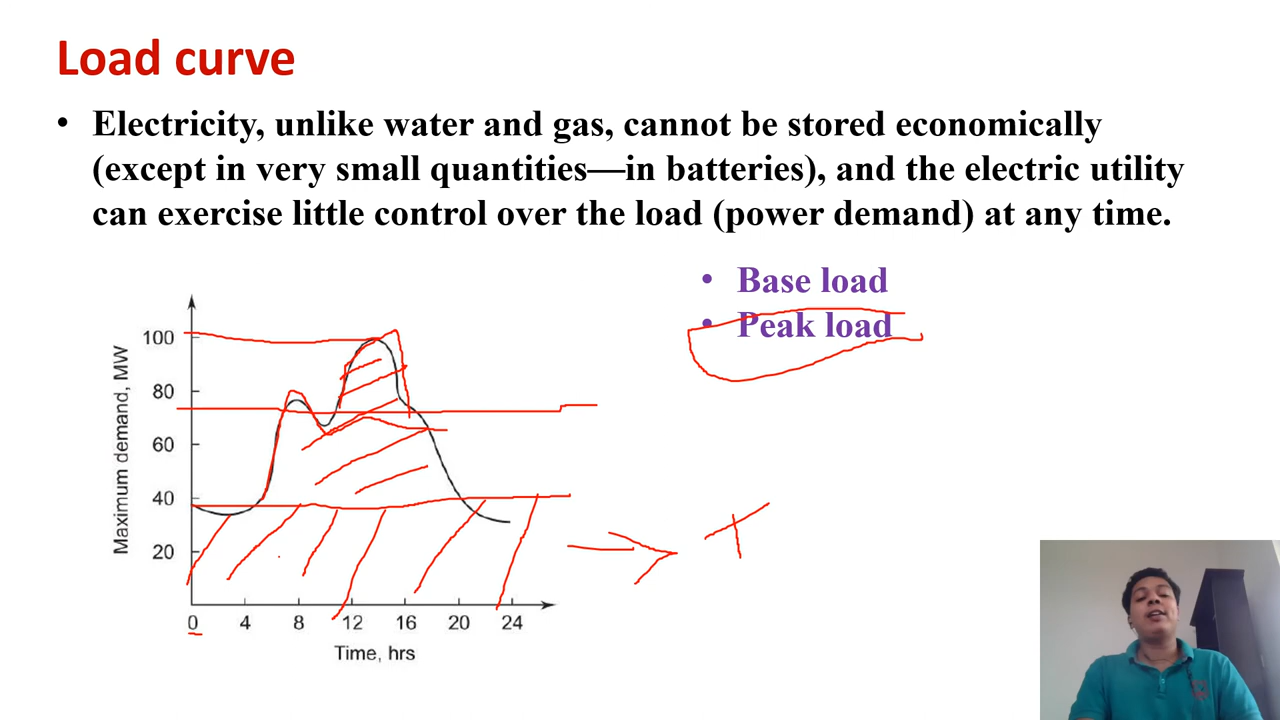 Load curve
• Electricity, unlike water and gas, cannot be stored economically
(except in very small quantities—in batteries), and the electric utility
can exercise little control over the load (power demand) at any time.
• Base load
• Peak load
Maximum demand, MW
100
80
60
40
20
0 4 8 12 16 20 24
Time, hrs